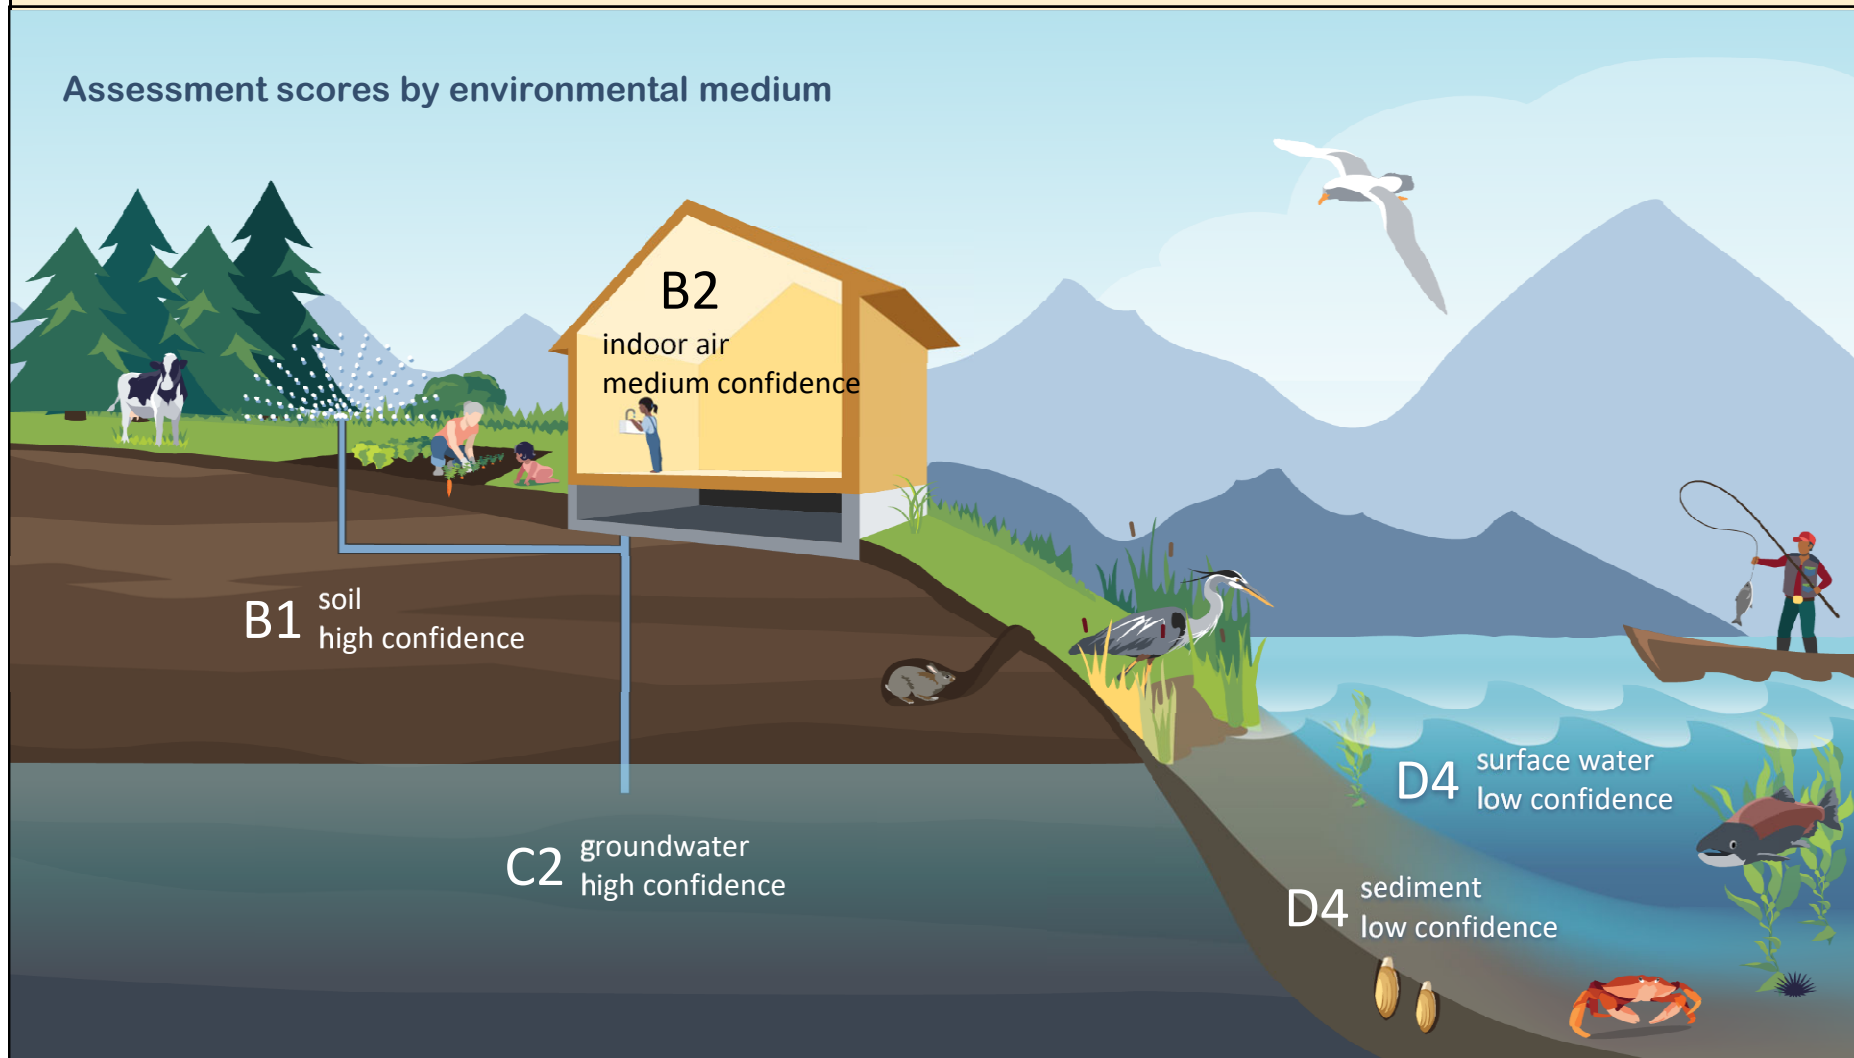 Assessment scores by environmental medium
B2
indoor air
medium confidence
B1
soil
high confidence
D4
surface water
low confidence
C2
groundwater
high confidence
D4
sediment
low confidence